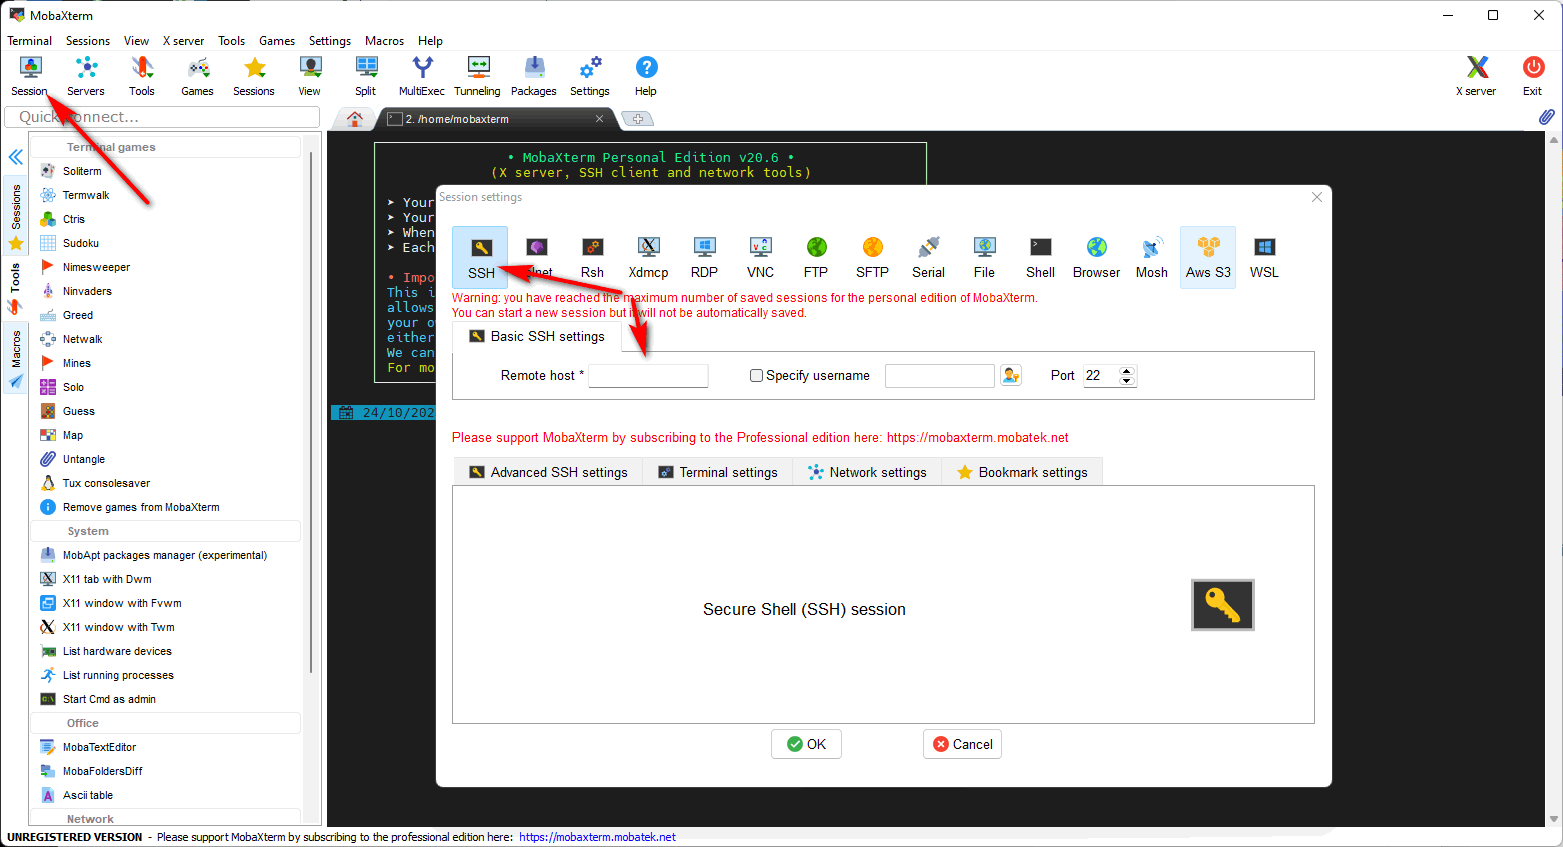 MobaXterm
Terminal Sessions View X server Tools Games Settings Macros Help
Session Servers Tools Games Sessions View Split MultiExec Tunneling Packages Settings Help X server Exit
Quick connect...
2. /home/mobaxterm
Sessions
Tools
Macros
Terminal games
Soliterm
Termwalk
Ctris
Sudoku
Nimesweeper
Ninvaders
Greed
Netwalk
Mines
Solo
Guess
Map
Untangle
Tux consolesaver
Remove games from MobaXterm
System
MobApt packages manager (experimental)
X11 tab with Dwm
X11 window with Fvwm
X11 window with Twm
List hardware devices
List running processes
Start Cmd as admin
Office
MobaTextEditor
MobaFoldersDiff
Ascii table
Network
• MobaXterm Personal Edition v20.6 •
(X server, SSH client and network tools)
➤ Your
➤ Your
➤ When
➤ Each
• Impo
This i
allows
your o
either
We can
For mo
24/10/202
Session settings
SSH Rsh Xdmcp RDP VNC FTP SFTP Serial File Shell Browser Mosh Aws S3 WSL
Warning: you have reached the maximum number of saved sessions for the personal edition of MobaXterm.
You can start a new session but it will not be automatically saved.
Basic SSH settings
Remote host * Specify username Port 22
Please support MobaXterm by subscribing to the Professional edition here: https://mobaxterm.mobatek.net
Advanced SSH settings Terminal settings Network settings Bookmark settings
Secure Shell (SSH) session
OK Cancel
UNREGISTERED VERSION - Please support MobaXterm by subscribing to the professional edition here: https://mobaxterm.mobatek.net